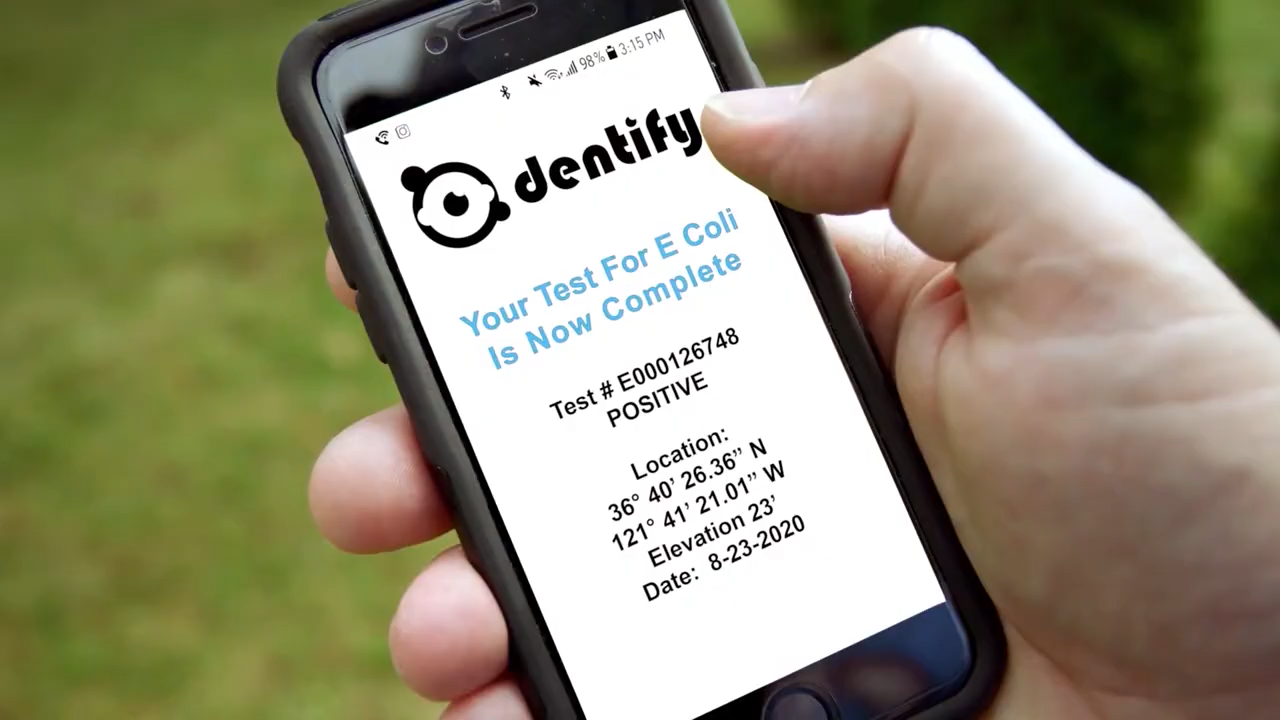 98% 3:15 PM
dentify
Your Test For E Coli
Is Now Complete
Test # E000126748
POSITIVE
Location:
36° 40’ 26.36” N
121° 41’ 21.01” W
Elevation 23’
Date: 8-23-2020